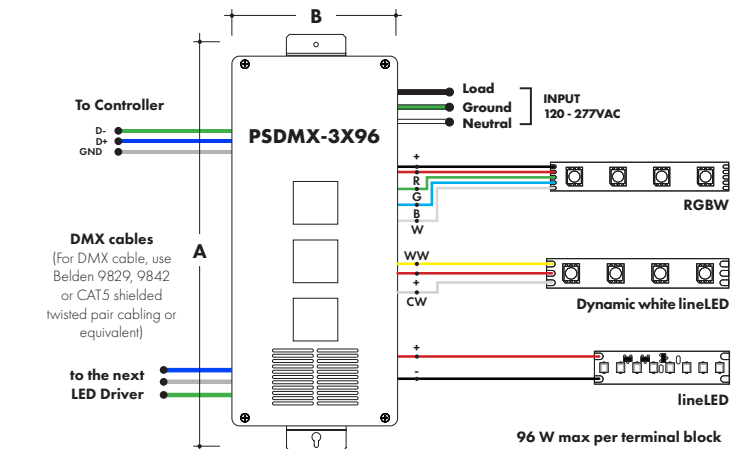 B
To Controller
D-
D+
GND
PSDMX-3X96
Load
Ground
Neutral
INPUT
120 - 277VAC
+
R
G
B
W
RGBW
DMX cables
(For DMX cable, use
Belden 9829, 9842
or CAT5 shielded
twisted pair cabling or
equivalent)
A
WW
+
CW
Dynamic white lineLED
to the next
LED Driver
+
-
lineLED
96 W max per terminal block